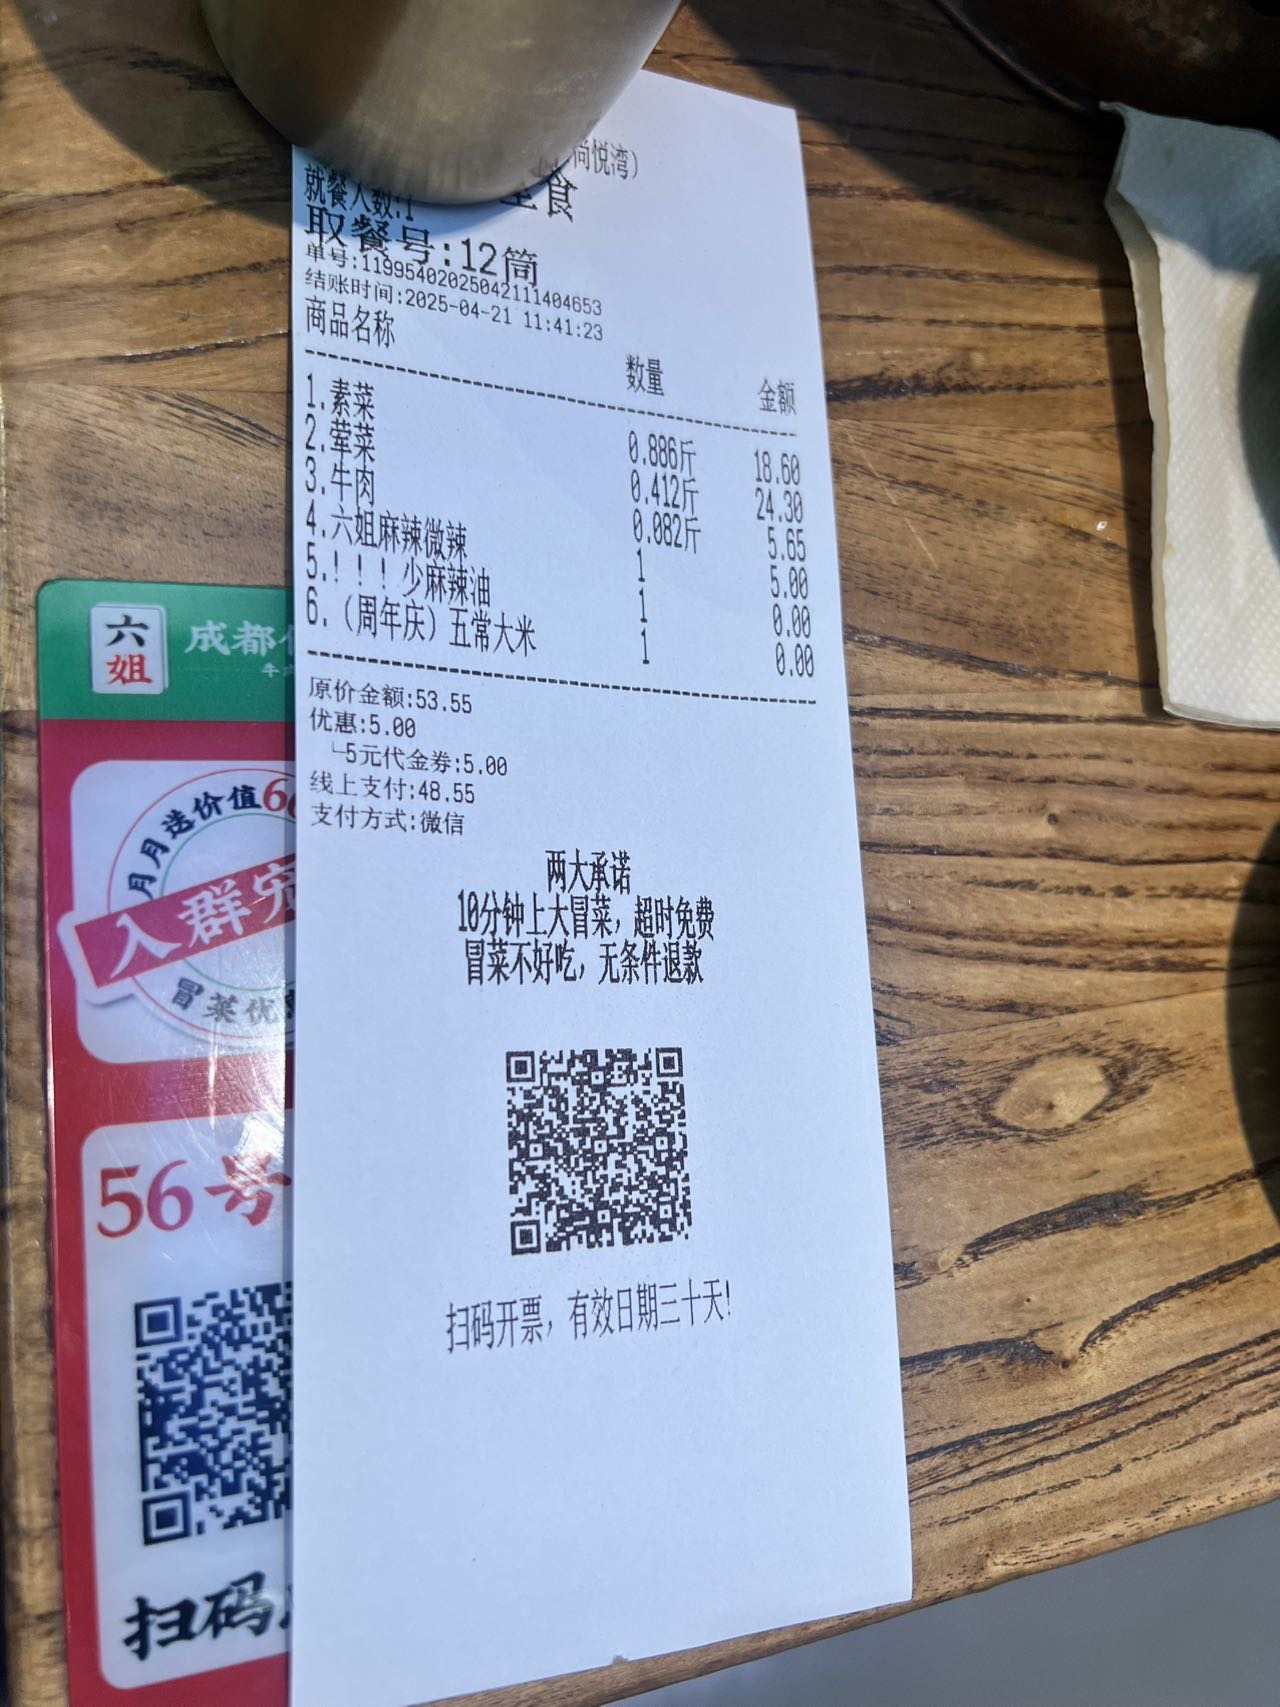 尚悦湾)
就餐人数:1 堂食
取餐号:12筒
单号:11995402025042111404653
结账时间:2025-04-21 11:41:23
商品名称 数量 金额
1.素菜 0.886斤 18.60
2.荤菜 0.412斤 24.30
3.牛肉 0.082斤 5.65
4.六姐麻辣微辣 1 5.00
5.!!!少麻辣油 1 0.00
6.(周年庆)五常大米 1 0.00
原价金额:53.55
优惠:5.00
└5元代金券:5.00
线上支付:48.55
支付方式:微信
两大承诺
10分钟上大冒菜，超时免费
冒菜不好吃，无条件退款
扫码开票，有效日期三十天!
六姐
成都
月月送价值6
入群
冒菜优
56号
扫码